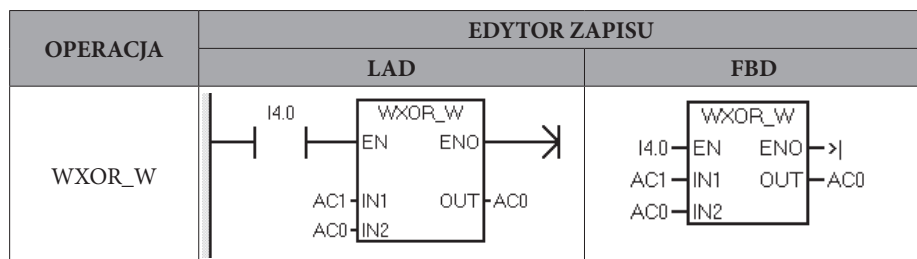 OPERACJA
EDYTOR ZAPISU
LAD
FBD
WXOR_W
I4.0
WXOR_W
EN ENO
AC1 IN1 OUT AC0
AC0 IN2
WXOR_W
I4.0 EN ENO
AC1 IN1 OUT AC0
AC0 IN2